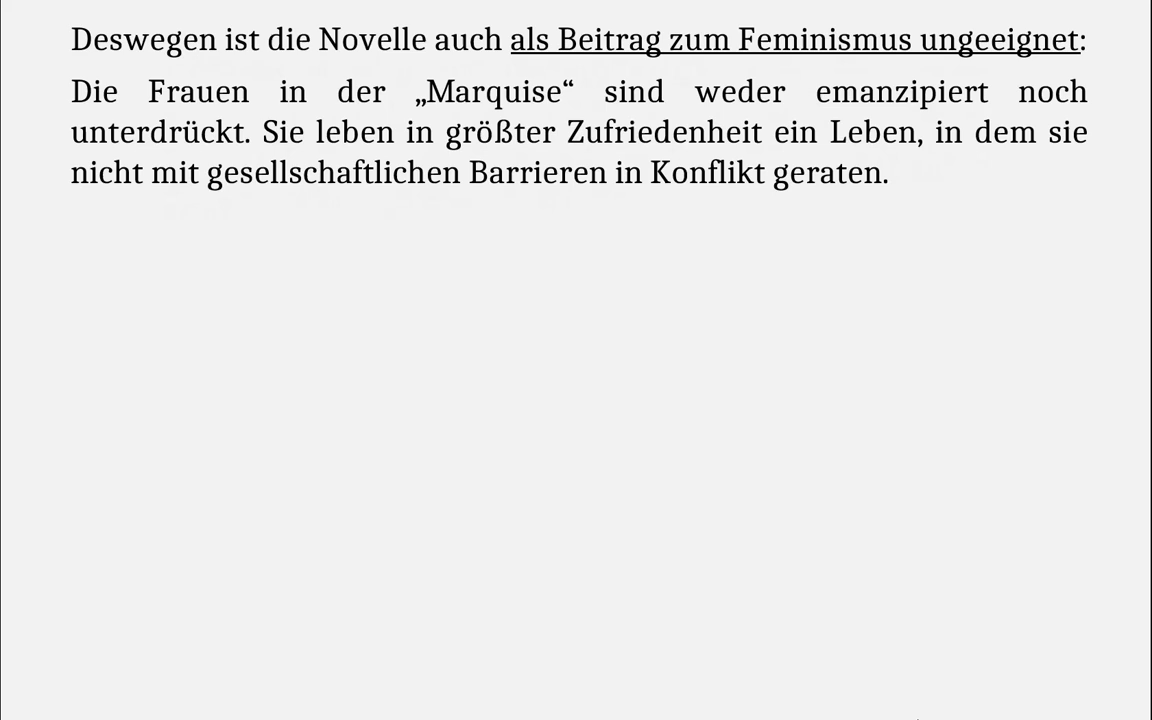 Deswegen ist die Novelle auch als Beitrag zum Feminismus ungeeignet:
Die Frauen in der „Marquise“ sind weder emanzipiert noch
unterdrückt. Sie leben in größter Zufriedenheit ein Leben, in dem sie
nicht mit gesellschaftlichen Barrieren in Konflikt geraten.